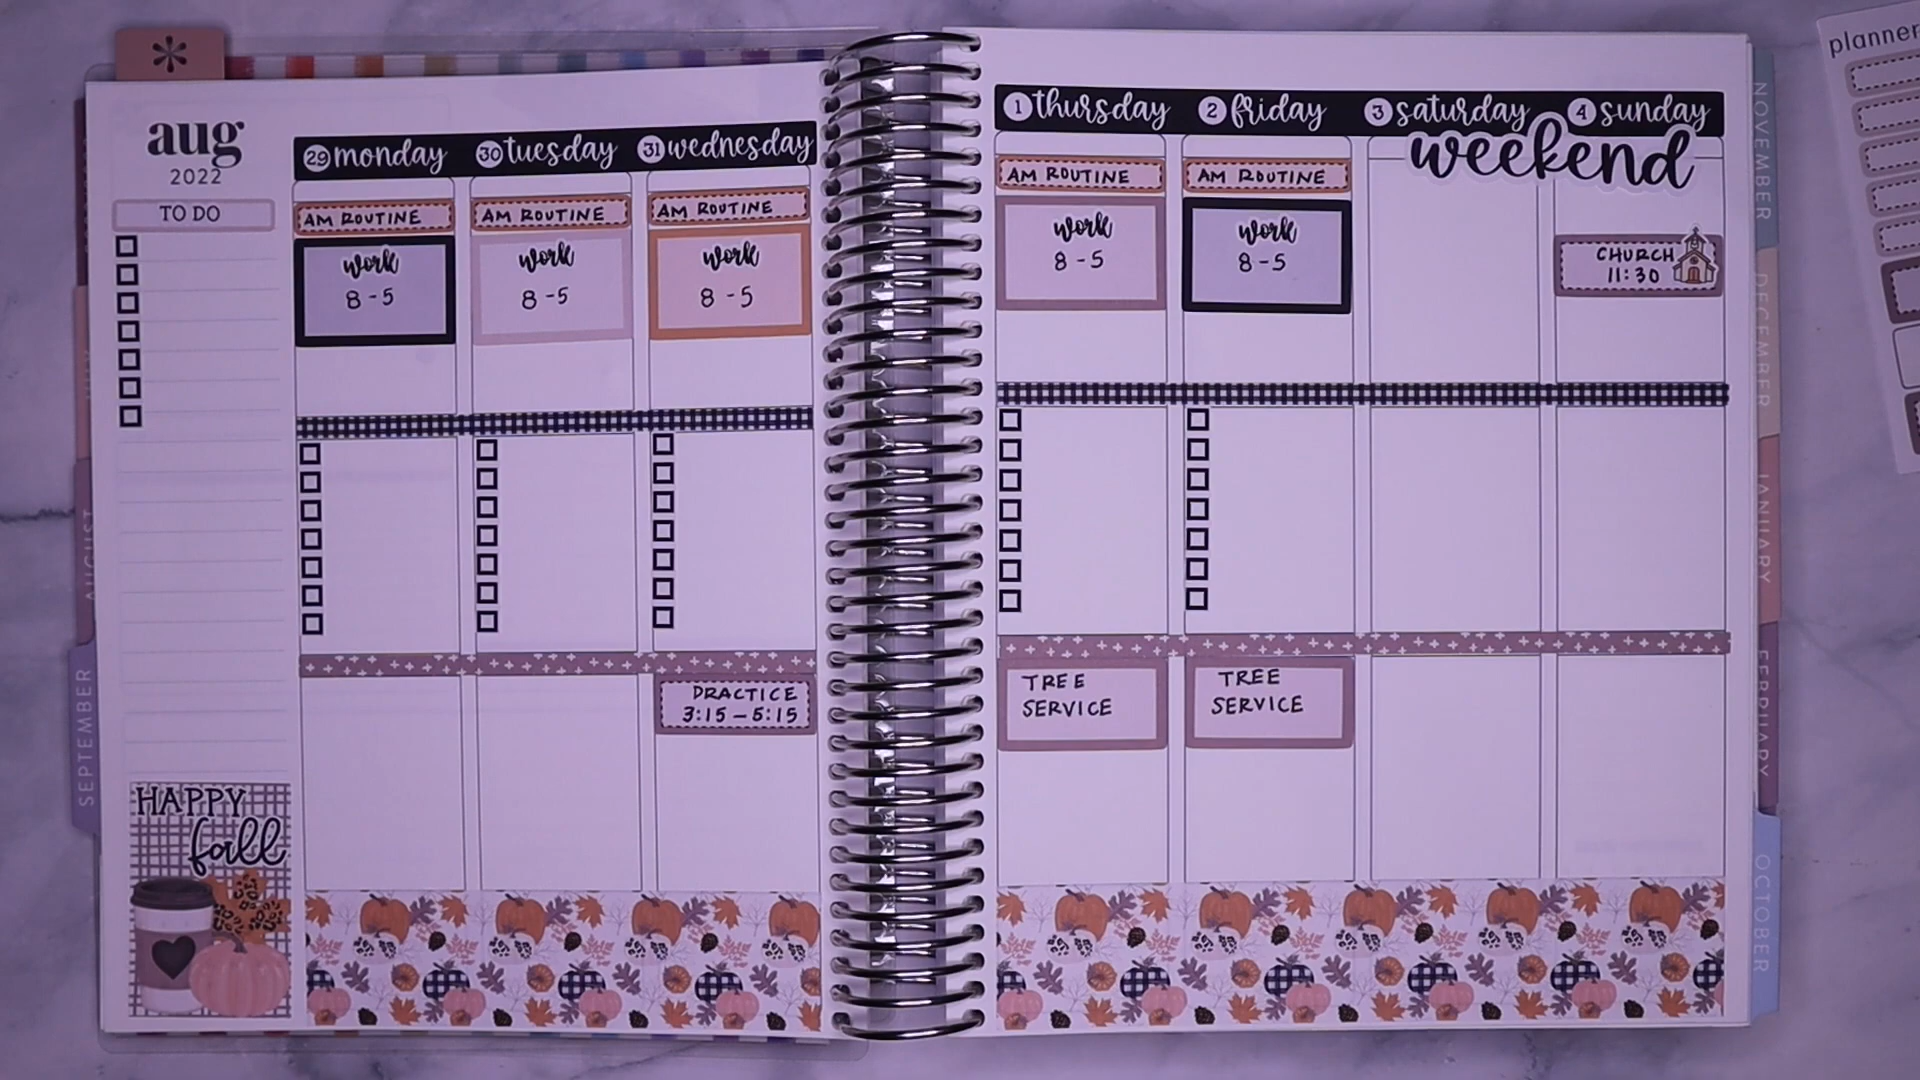 aug
2022
TO DO
HAPPY
fall
29 monday
AM ROUTINE
work
8-5
30 tuesday
AM ROUTINE
work
8-5
31 wednesday
AM ROUTINE
work
8-5
PRACTICE
3:15-5:15
1 thursday
AM ROUTINE
work
8-5
TREE
SERVICE
2 friday
AM ROUTINE
work
8-5
TREE
SERVICE
3 saturday
4 sunday
weekend
CHURCH
11:30
AUGUST
SEPTEMBER
NOVEMBER
DECEMBER
JANUARY
FEBRUARY
OCTOBER
planner